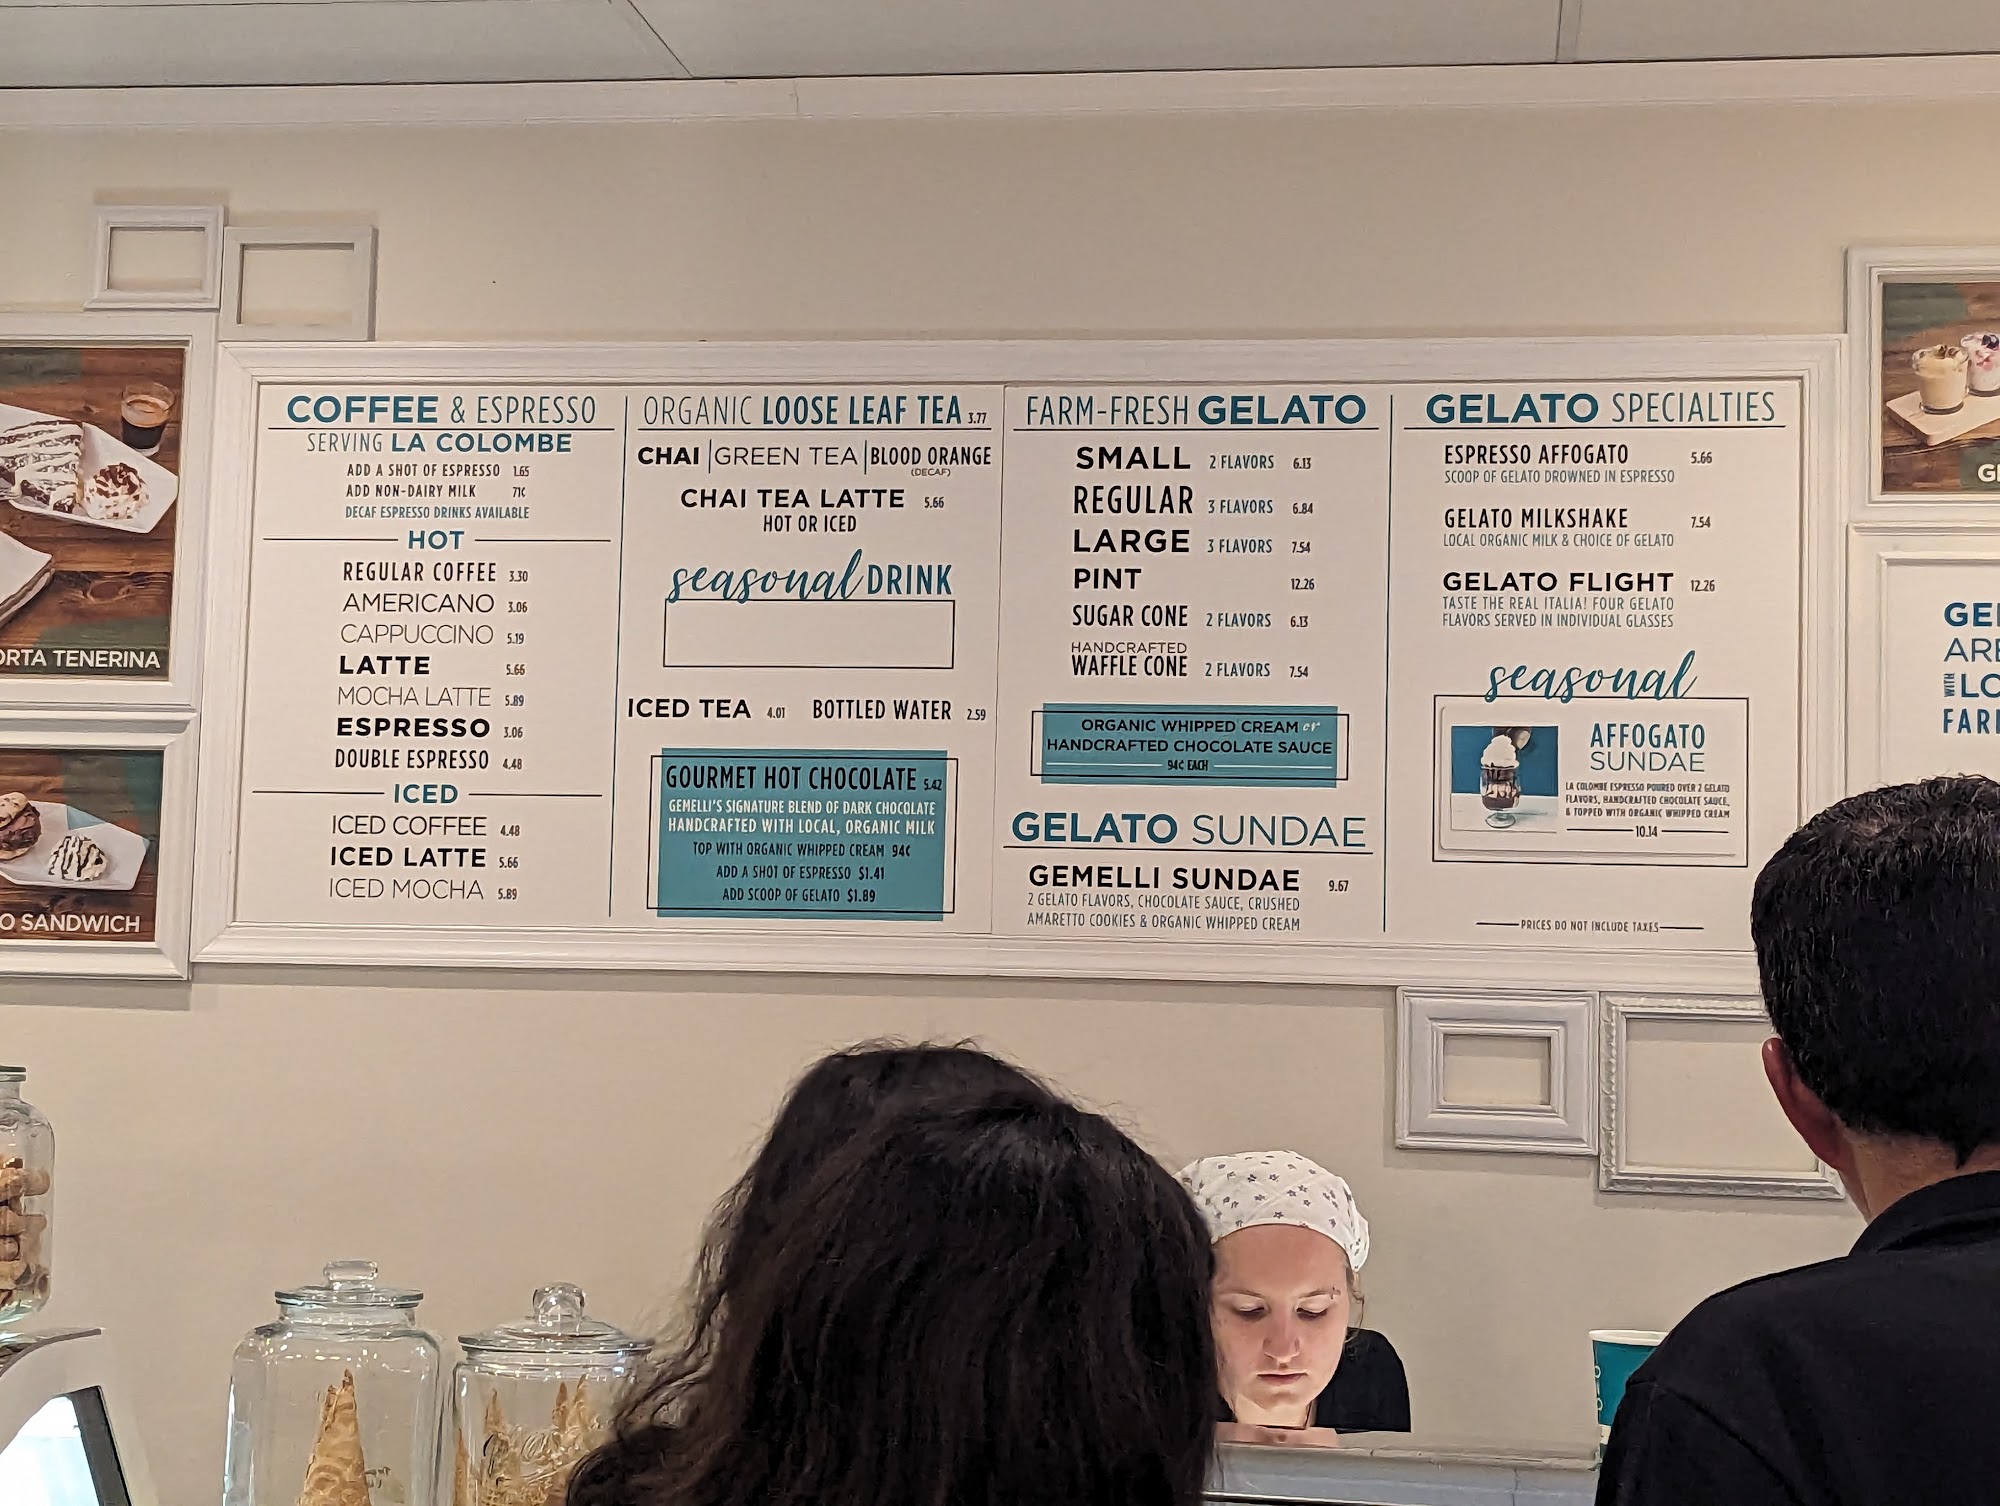 COFFEE & ESPRESSO
SERVING LA COLOMBE
ADD A SHOT OF ESPRESSO 1.65
ADD NON-DAIRY MILK 71¢
DECAF ESPRESSO DRINKS AVAILABLE
HOT
REGULAR COFFEE 3.30
AMERICANO 3.06
CAPPUCCINO 5.19
LATTE 5.66
MOCHA LATTE 5.89
ESPRESSO 3.06
DOUBLE ESPRESSO 4.48
ICED
ICED COFFEE 4.48
ICED LATTE 5.66
ICED MOCHA 5.89
ORGANIC LOOSE LEAF TEA 3.77
CHAI | GREEN TEA | BLOOD ORANGE
(DECAF)
CHAI TEA LATTE 5.66
HOT OR ICED
seasonal DRINK
ICED TEA 4.01 BOTTLED WATER 2.59
GOURMET HOT CHOCOLATE 5.42
GEMELLI'S SIGNATURE BLEND OF DARK CHOCOLATE
HANDCRAFTED WITH LOCAL, ORGANIC MILK
TOP WITH ORGANIC WHIPPED CREAM 94¢
ADD A SHOT OF ESPRESSO $1.41
ADD SCOOP OF GELATO $1.89
FARM-FRESH GELATO
SMALL 2 FLAVORS 6.13
REGULAR 3 FLAVORS 6.84
LARGE 3 FLAVORS 7.54
PINT 12.26
SUGAR CONE 2 FLAVORS 6.13
HANDCRAFTED
WAFFLE CONE 2 FLAVORS 7.54
ORGANIC WHIPPED CREAM or
HANDCRAFTED CHOCOLATE SAUCE
94¢ EACH
GELATO SUNDAE
GEMELLI SUNDAE 9.67
2 GELATO FLAVORS, CHOCOLATE SAUCE, CRUSHED
AMARETTO COOKIES & ORGANIC WHIPPED CREAM
GELATO SPECIALTIES
ESPRESSO AFFOGATO 5.66
SCOOP OF GELATO DROWNED IN ESPRESSO
GELATO MILKSHAKE 7.54
LOCAL ORGANIC MILK & CHOICE OF GELATO
GELATO FLIGHT 12.26
TASTE THE REAL ITALIA! FOUR GELATO
FLAVORS SERVED IN INDIVIDUAL GLASSES
seasonal
AFFOGATO
SUNDAE
LA COLOMBE ESPRESSO POURED OVER 2 GELATO
FLAVORS, HANDCRAFTED CHOCOLATE SAUCE,
& TOPPED WITH ORGANIC WHIPPED CREAM
10.14
PRICES DO NOT INCLUDE TAXES
ORTA TENERINA
O SANDWICH
GE
ARE
WITH LO
FARM